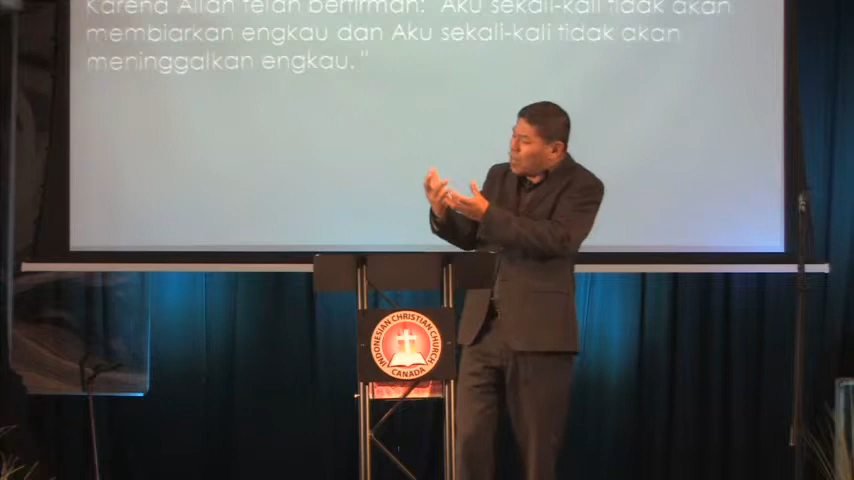 Karena Allah telah berfirman: "Aku sekali-kali tidak akan
membiarkan engkau dan Aku sekali-kali tidak akan
meninggalkan engkau."
INDONESIAN CHRISTIAN CHURCH
CANADA